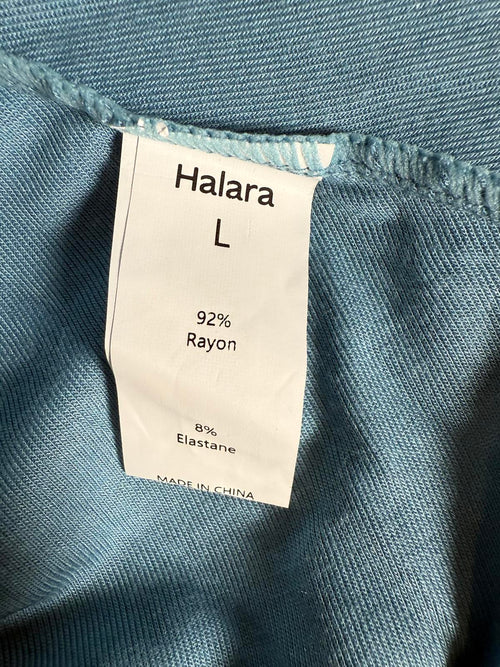 Halara
L
92%
Rayon
8%
Elastane
MADE IN CHINA